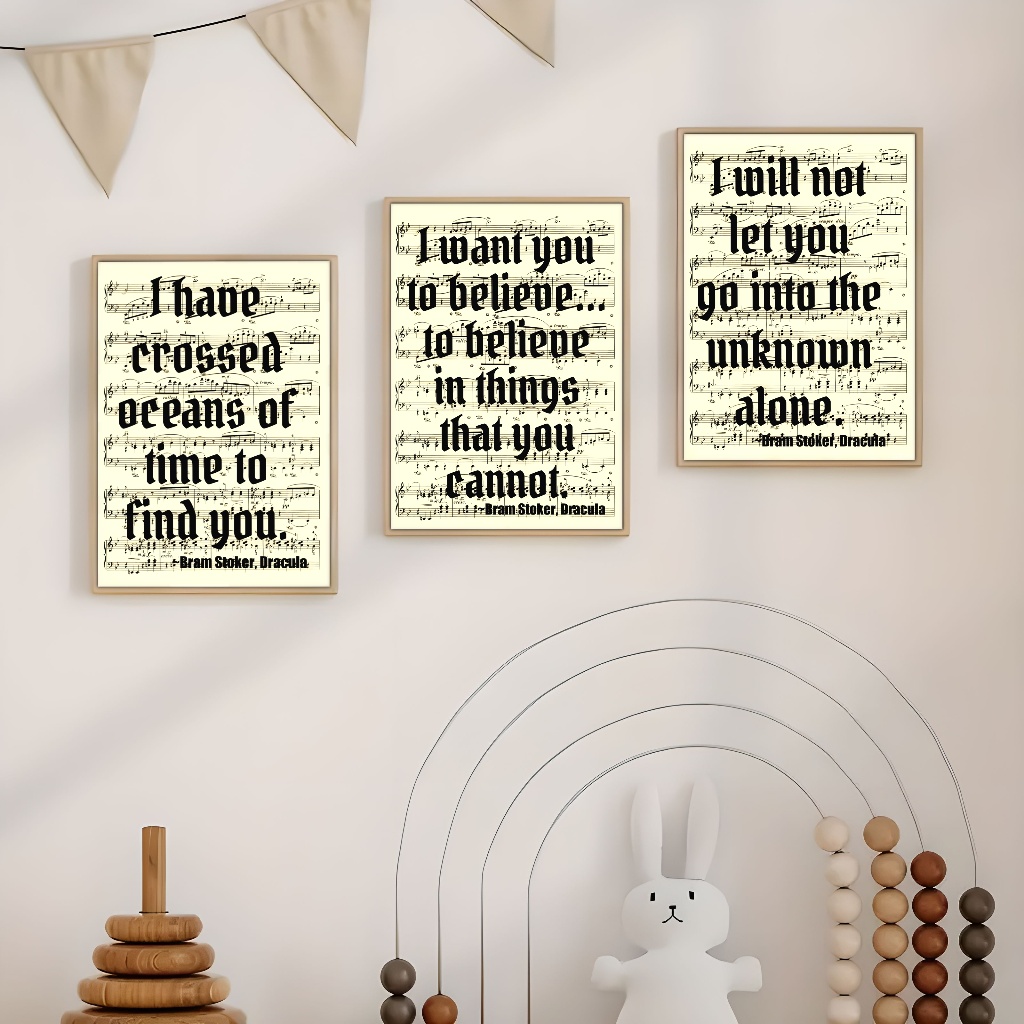 I have
crossed
oceans of
time to
find you.
~Bram Stoker, Dracula
I want you
to believe...
to believe
in things
that you
cannot.
~Bram Stoker, Dracula
I will not
let you
go into the
unknown
alone.
~Bram Stoker, Dracula